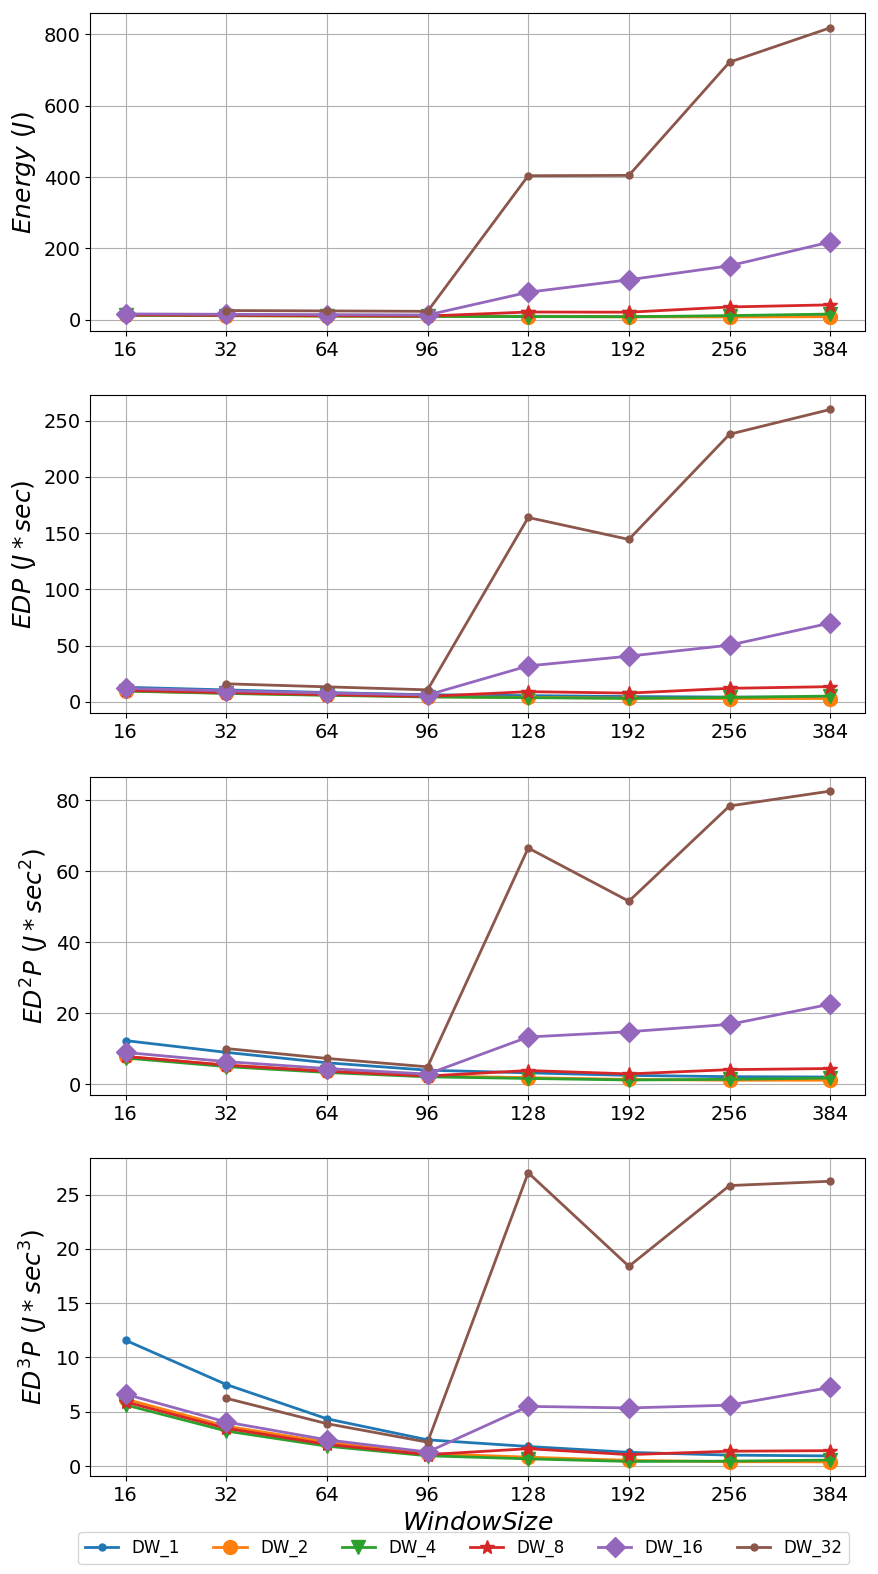 800
600
400
200
0
Energy (J)
16 32 64 96 128 192 256 384
250
200
150
100
50
0
EDP (J * sec)
16 32 64 96 128 192 256 384
80
60
40
20
0
ED²P (J * sec²)
16 32 64 96 128 192 256 384
25
20
15
10
5
0
ED³P (J * sec³)
16 32 64 96 128 192 256 384
WindowSize
DW_1 DW_2 DW_4 DW_8 DW_16 DW_32